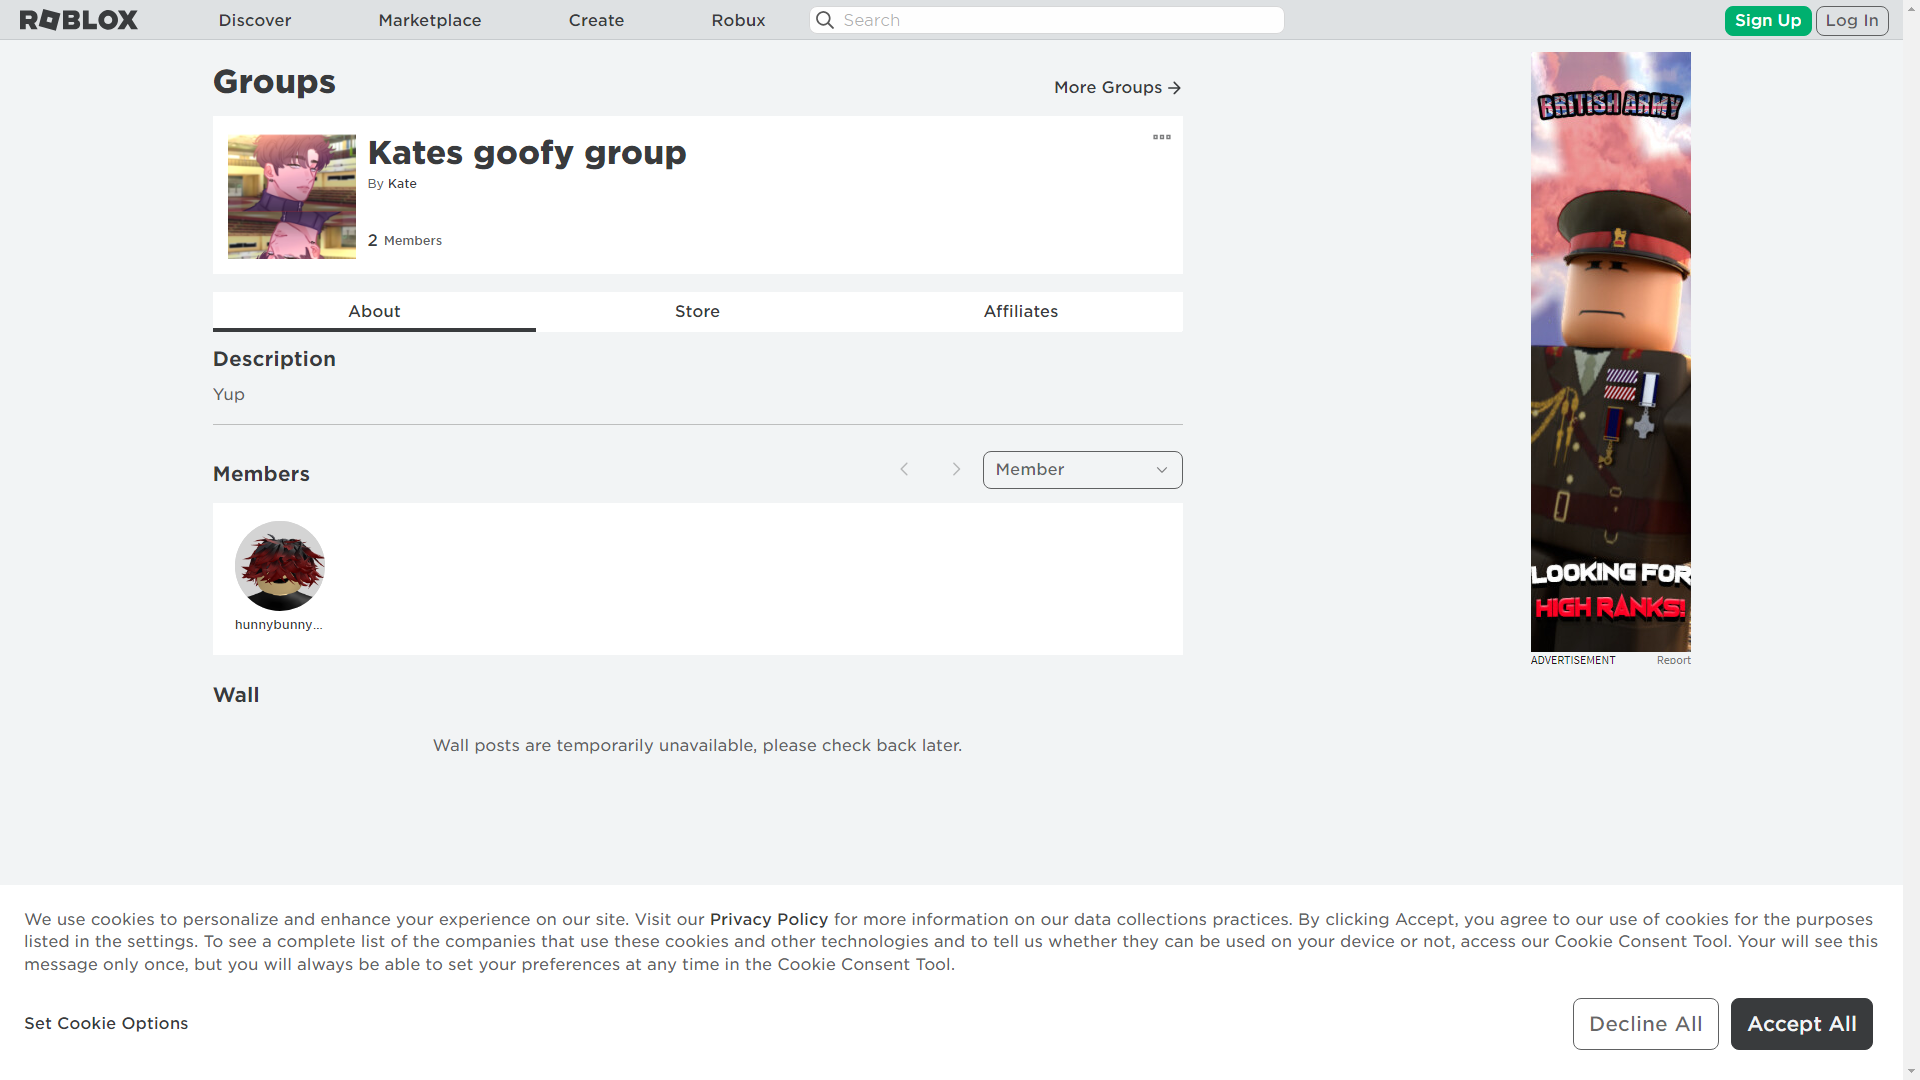 ROBLOX
Discover
Marketplace
Create
Robux
Search
Sign Up
Log In
Groups
More Groups
Kates goofy group
By Kate
2 Members
About
Store
Affiliates
Description
Yup
Members
Member
hunnybunny...
Wall
Wall posts are temporarily unavailable, please check back later.
BRITISH ARMY
LOOKING FOR
HIGH RANKS!
ADVERTISEMENT
Report
We use cookies to personalize and enhance your experience on our site. Visit our Privacy Policy for more information on our data collections practices. By clicking Accept, you agree to our use of cookies for the purposes
listed in the settings. To see a complete list of the companies that use these cookies and other technologies and to tell us whether they can be used on your device or not, access our Cookie Consent Tool. Your will see this
message only once, but you will always be able to set your preferences at any time in the Cookie Consent Tool.
Set Cookie Options
Decline All
Accept All